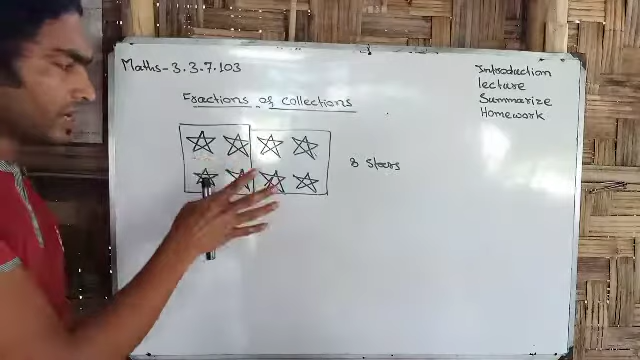 Maths-3.3.7.103
Fractions of collections
8 stars
Introduction
lecture
Summarize
Homework